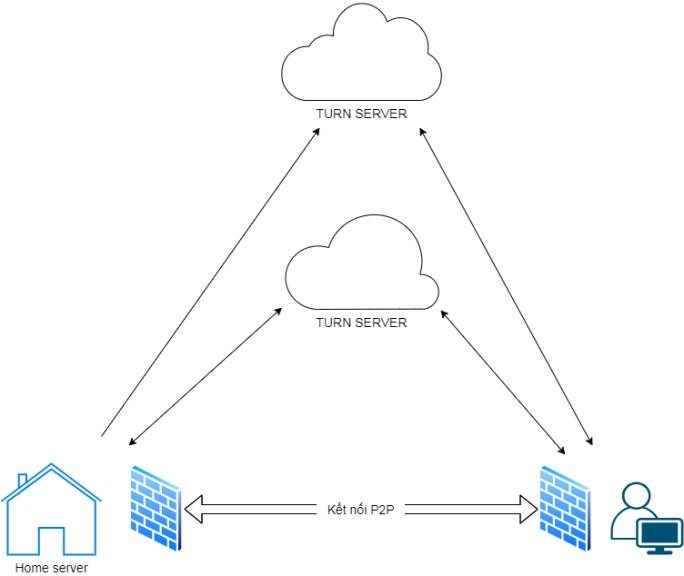 TURN SERVER
TURN SERVER
Kết nối P2P
Home server